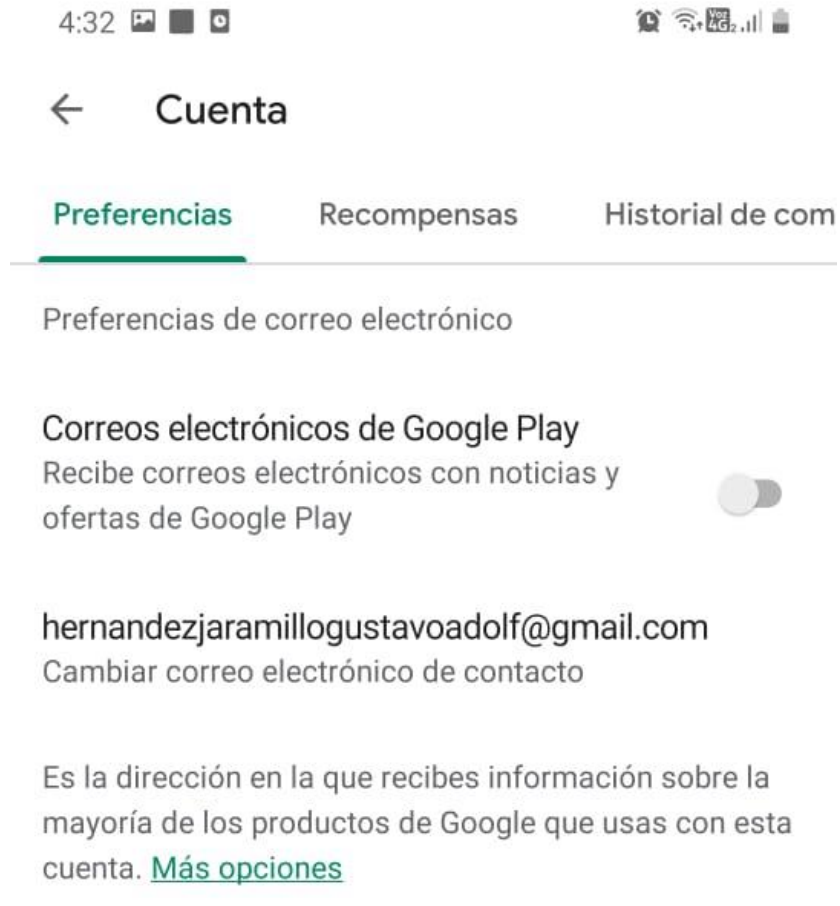 4:32
Voz
4G 2
Cuenta
Preferencias Recompensas Historial de com
Preferencias de correo electrónico
Correos electrónicos de Google Play
Recibe correos electrónicos con noticias y
ofertas de Google Play
hernandezjaramillogustavoadolf@gmail.com
Cambiar correo electrónico de contacto
Es la dirección en la que recibes información sobre la
mayoría de los productos de Google que usas con esta
cuenta. Más opciones